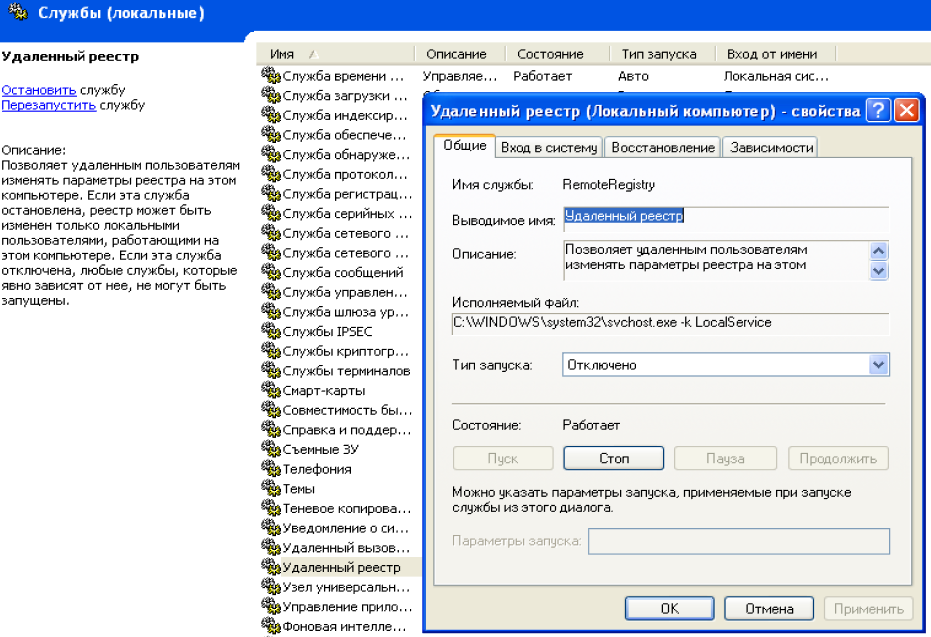 Службы (локальные)
Удаленный реестр
Остановить службу
Перезапустить службу
Описание:
Позволяет удаленным пользователям
изменять параметры реестра на этом
компьютере. Если эта служба
остановлена, реестр может быть
изменен только локальными
пользователями, работающими на
этом компьютере. Если эта служба
отключена, любые службы, которые
явно зависят от нее, не могут быть
запущены.
Имя Описание Состояние Тип запуска Вход от имени
Служба времени ... Управляе... Работает Авто Локальная сис...
Служба загрузки ...
Служба индексир...
Служба обеспече...
Служба обнаруже...
Служба протокол...
Служба регистрац...
Служба серийных ...
Служба сетевого ...
Служба сетевого ...
Служба сообщений
Служба управлен...
Служба шлюза ур...
Службы IPSEC
Службы криптогр...
Службы терминалов
Смарт-карты
Совместимость бы...
Справка и поддер...
Съемные ЗУ
Телефония
Темы
Теневое копирова...
Уведомление о си...
Удаленный вызов...
Удаленный реестр
Узел универсальн...
Управление прило...
Фоновая интелле...
Удаленный реестр (Локальный компьютер) - свойства
Общие Вход в систему Восстановление Зависимости
Имя службы: RemoteRegistry
Выводимое имя: Удаленный реестр
Описание: Позволяет удаленным пользователям
изменять параметры реестра на этом
Исполняемый файл:
C:\WINDOWS\system32\svchost.exe -k LocalService
Тип запуска: Отключено
Состояние: Работает
Пуск Стоп Пауза Продолжить
Можно указать параметры запуска, применяемые при запуске
службы из этого диалога.
Параметры запуска:
OK Отмена Применить